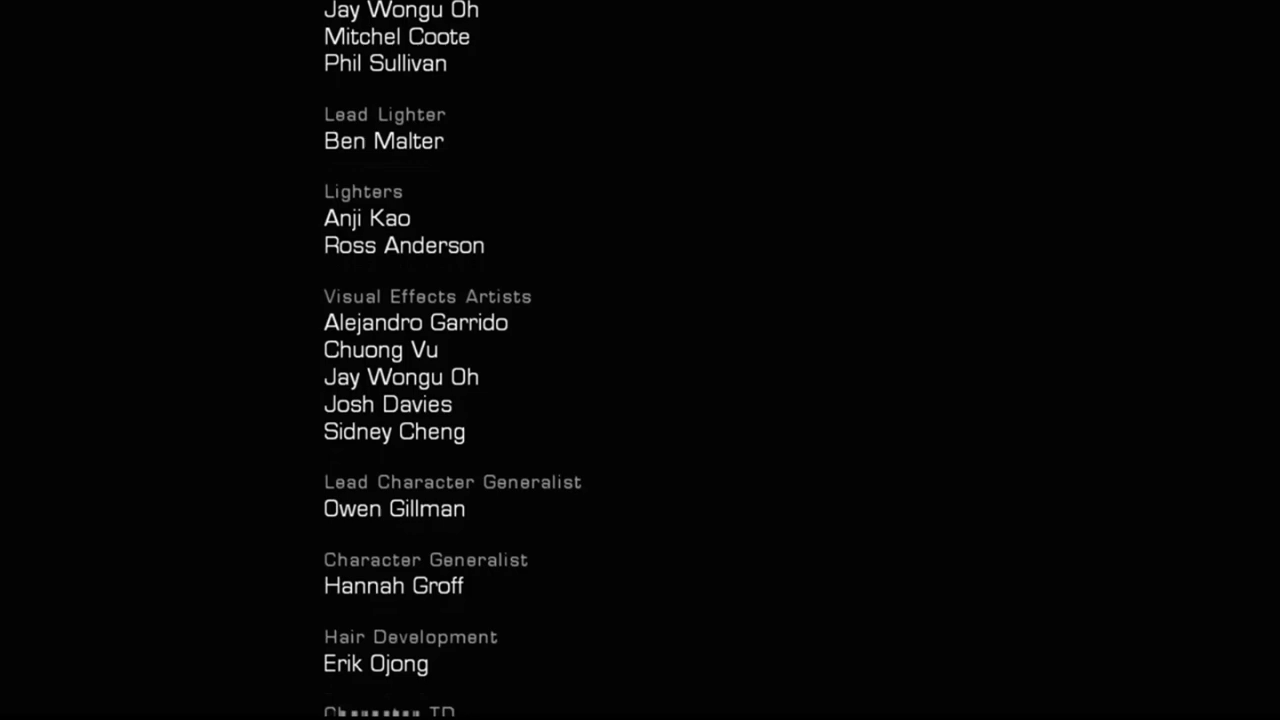 Jay Wongu Oh
Mitchel Coote
Phil Sullivan
Lead Lighter
Ben Malter
Lighters
Anji Kao
Ross Anderson
Visual Effects Artists
Alejandro Garrido
Chuong Vu
Jay Wongu Oh
Josh Davies
Sidney Cheng
Lead Character Generalist
Owen Gillman
Character Generalist
Hannah Groff
Hair Development
Erik Ojong
Character TD